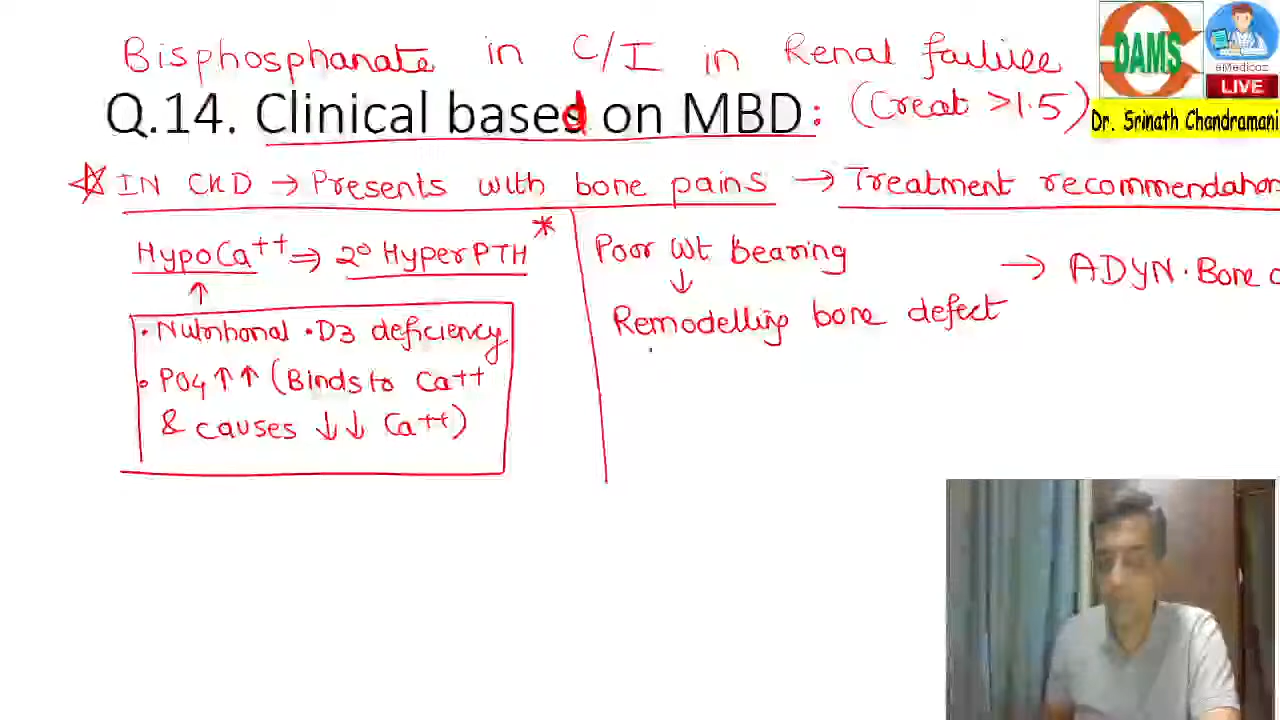 Bisphosphanate in C/I in Renal failure
DAMS
eMedicoz
LIVE
Q.14. Clinical based on MBD: (Creat >1.5)
Dr. Srinath Chandramani
☆ IN CKD → Presents with bone pains → Treatment recommendation
HypoCa++ ⇒ 2° HyperPTH *
↑
• Nutritional • D3 deficiency
• PO4 ↑↑ (Binds to Ca++
& causes ↓↓ Ca++)
Poor Wt bearing
↓
Remodelling bone defect
→ ADYN. Bone